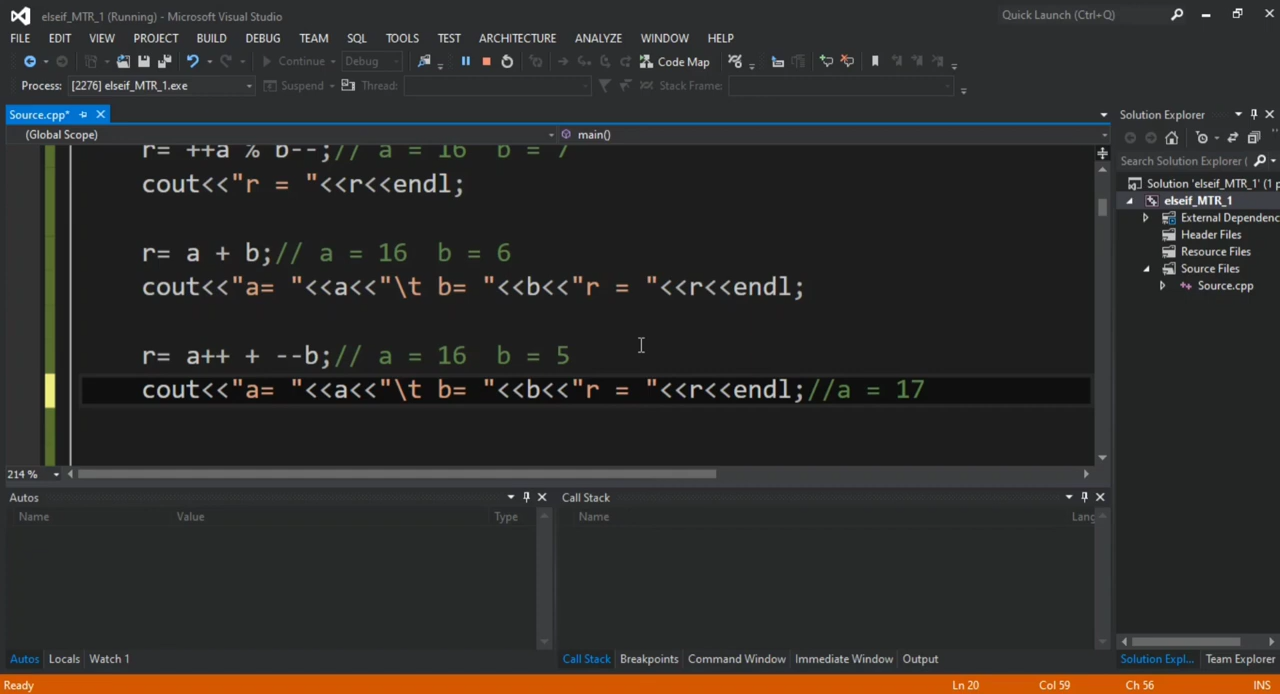 elseif_MTR_1 (Running) - Microsoft Visual Studio
Quick Launch (Ctrl+Q)
FILE EDIT VIEW PROJECT BUILD DEBUG TEAM SQL TOOLS TEST ARCHITECTURE ANALYZE WINDOW HELP
Continue Debug Code Map
Process: [2276] elseif_MTR_1.exe Suspend Thread: Stack Frame:
Source.cpp*
(Global Scope) main()
r= ++a % b--;// a = 16  b = 7
cout<<"r = "<<r<<endl;
r= a + b;// a = 16  b = 6
cout<<"a= "<<a<<"\t b= "<<b<<"r = "<<r<<endl;
r= a++ + --b;// a = 16  b = 5
cout<<"a= "<<a<<"\t b= "<<b<<"r = "<<r<<endl;//a = 17
214 %
Solution Explorer
Search Solution Explorer (
Solution 'elseif_MTR_1' (1 p
elseif_MTR_1
External Dependenc
Header Files
Resource Files
Source Files
Source.cpp
Autos
Name Value Type
Call Stack
Name Lang
Autos Locals Watch 1
Call Stack Breakpoints Command Window Immediate Window Output
Solution Expl... Team Explorer
Ready Ln 20 Col 59 Ch 56 INS